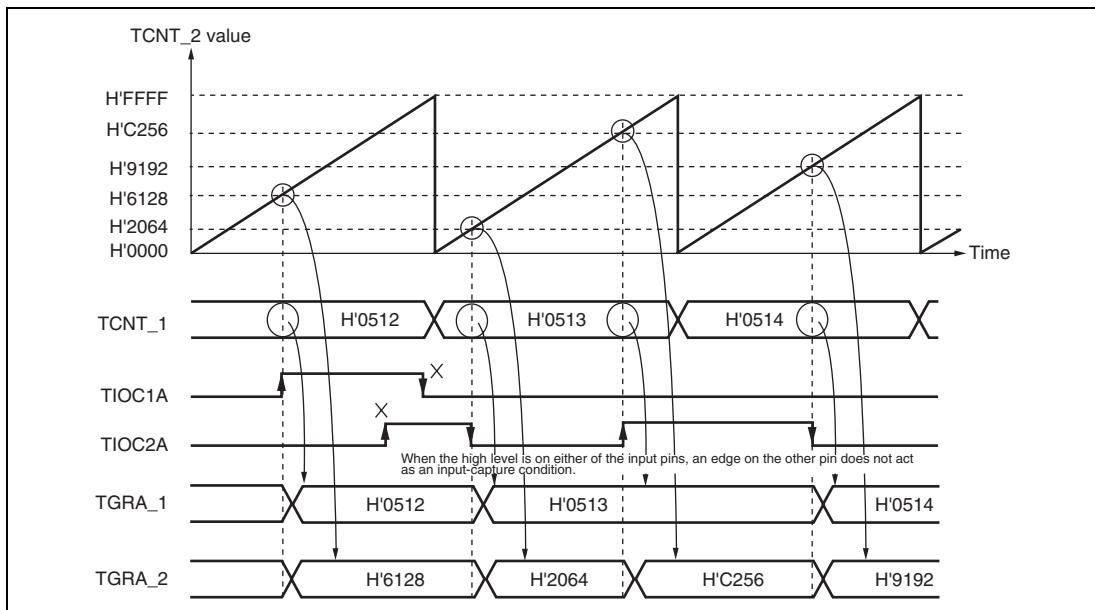 TCNT_2 value
H'FFFF
H'C256
H'9192
H'6128
H'2064
H'0000
Time
TCNT_1
H'0512
H'0513
H'0514
TIOC1A
X
X
TIOC2A
When the high level is on either of the input pins, an edge on the other pin does not act
as an input-capture condition.
TGRA_1
H'0512
H'0513
H'0514
TGRA_2
H'6128
H'2064
H'C256
H'9192